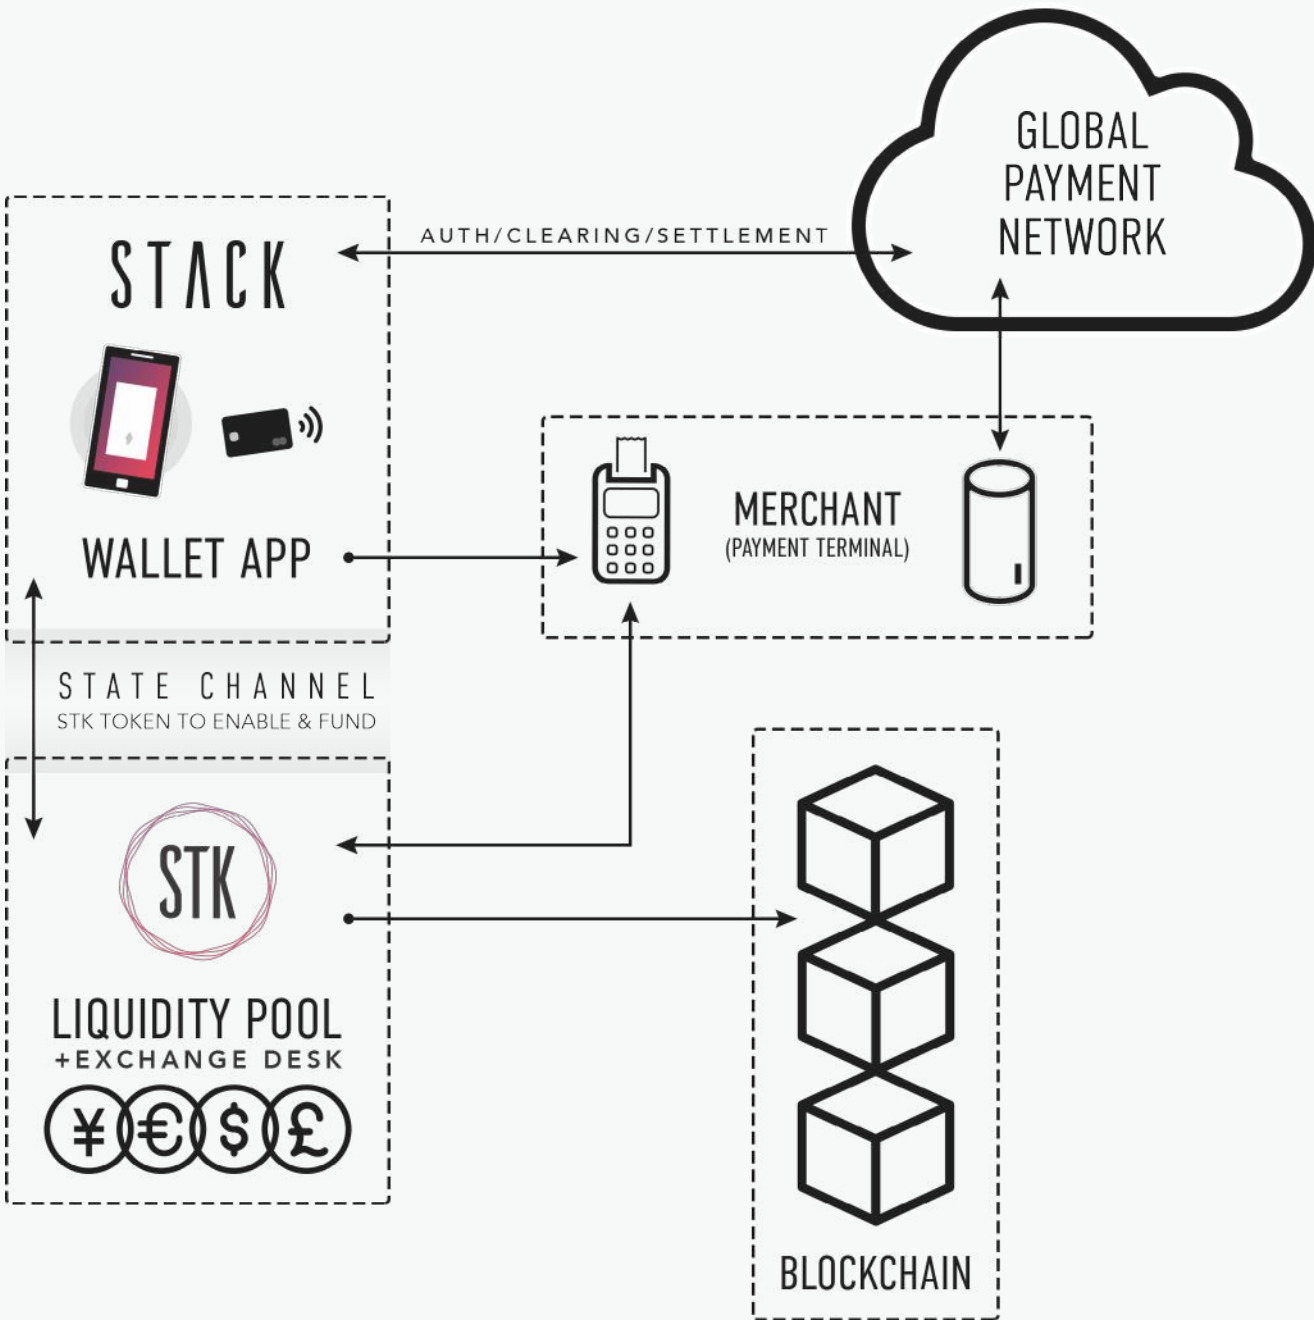 GLOBAL
PAYMENT
NETWORK
AUTH/CLEARING/SETTLEMENT
STACK
WALLET APP
MERCHANT
(PAYMENT TERMINAL)
STATE CHANNEL
STK TOKEN TO ENABLE & FUND
STK
LIQUIDITY POOL
+EXCHANGE DESK
¥ € $ £
BLOCKCHAIN